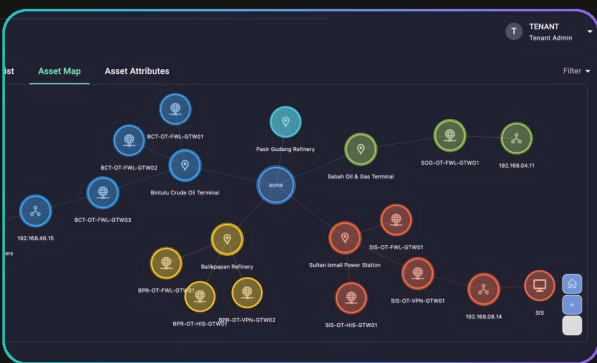 T
TENANT
Tenant Admin
ist
Asset Map
Asset Attributes
Filter
BCT-OT-FWL-GTW01
BCT-OT-FWL-GTW02
Pasir Gudang Refinery
SOG-OT-FWL-GTWO1
192.168.04.11
Sabah Oil & Gas Terminal
acme
Bintulu Crude Oil Terminal
BCT-OT-FWL-GTW03
192.168.46.15
ers
SIS-OT-FWL-GTW01
Balikpapan Refinery
Sultan Ismail Power Station
BPR-OT-FWL-GTW01
SIS-OT-VPN-GTW01
BPR-OT-HIS-GTW01
BPR-OT-VPN-GTW02
SIS-OT-HIS-GTW01
192.168.08.14
SIS
+